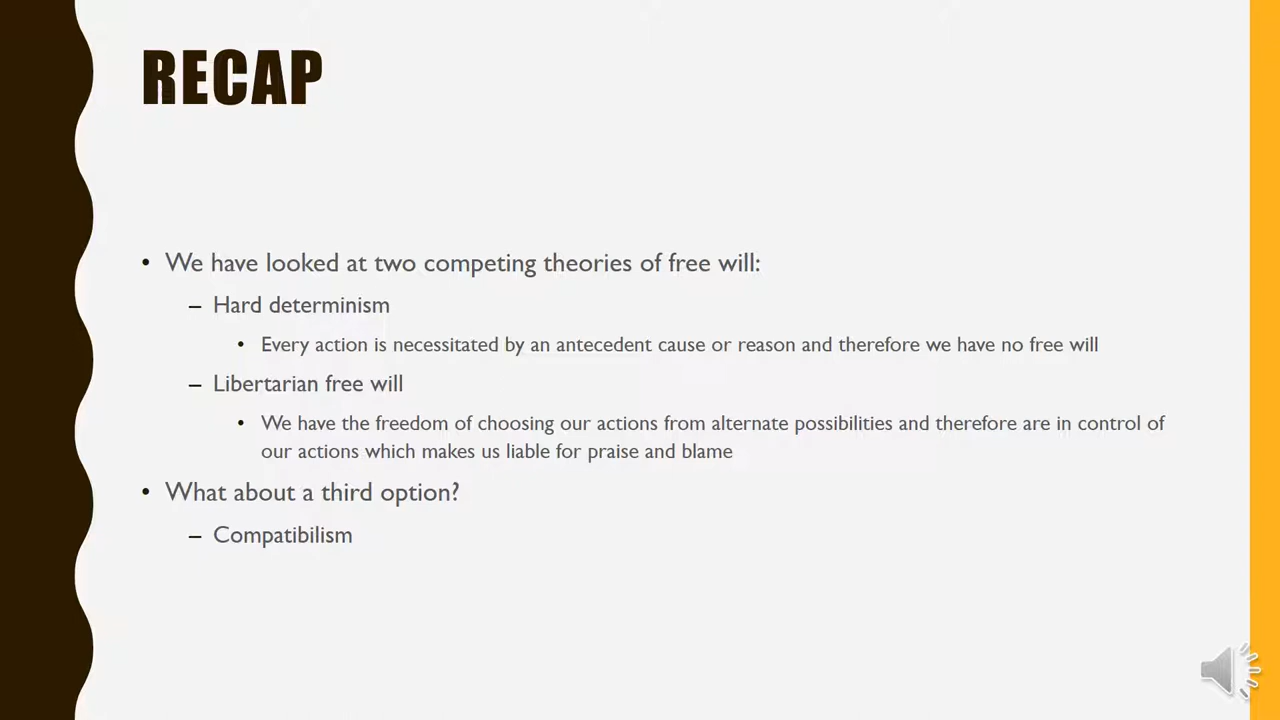 RECAP
• We have looked at two competing theories of free will:
– Hard determinism
• Every action is necessitated by an antecedent cause or reason and therefore we have no free will
– Libertarian free will
• We have the freedom of choosing our actions from alternate possibilities and therefore are in control of
our actions which makes us liable for praise and blame
• What about a third option?
– Compatibilism